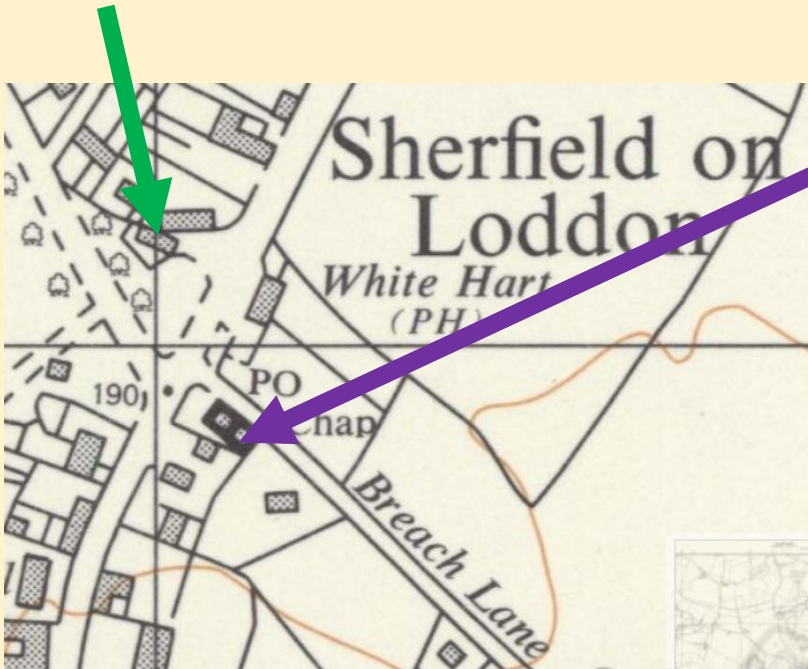 Sherfield on
Loddon
White Hart
(PH)
190
PO
Chap
Breach Lane